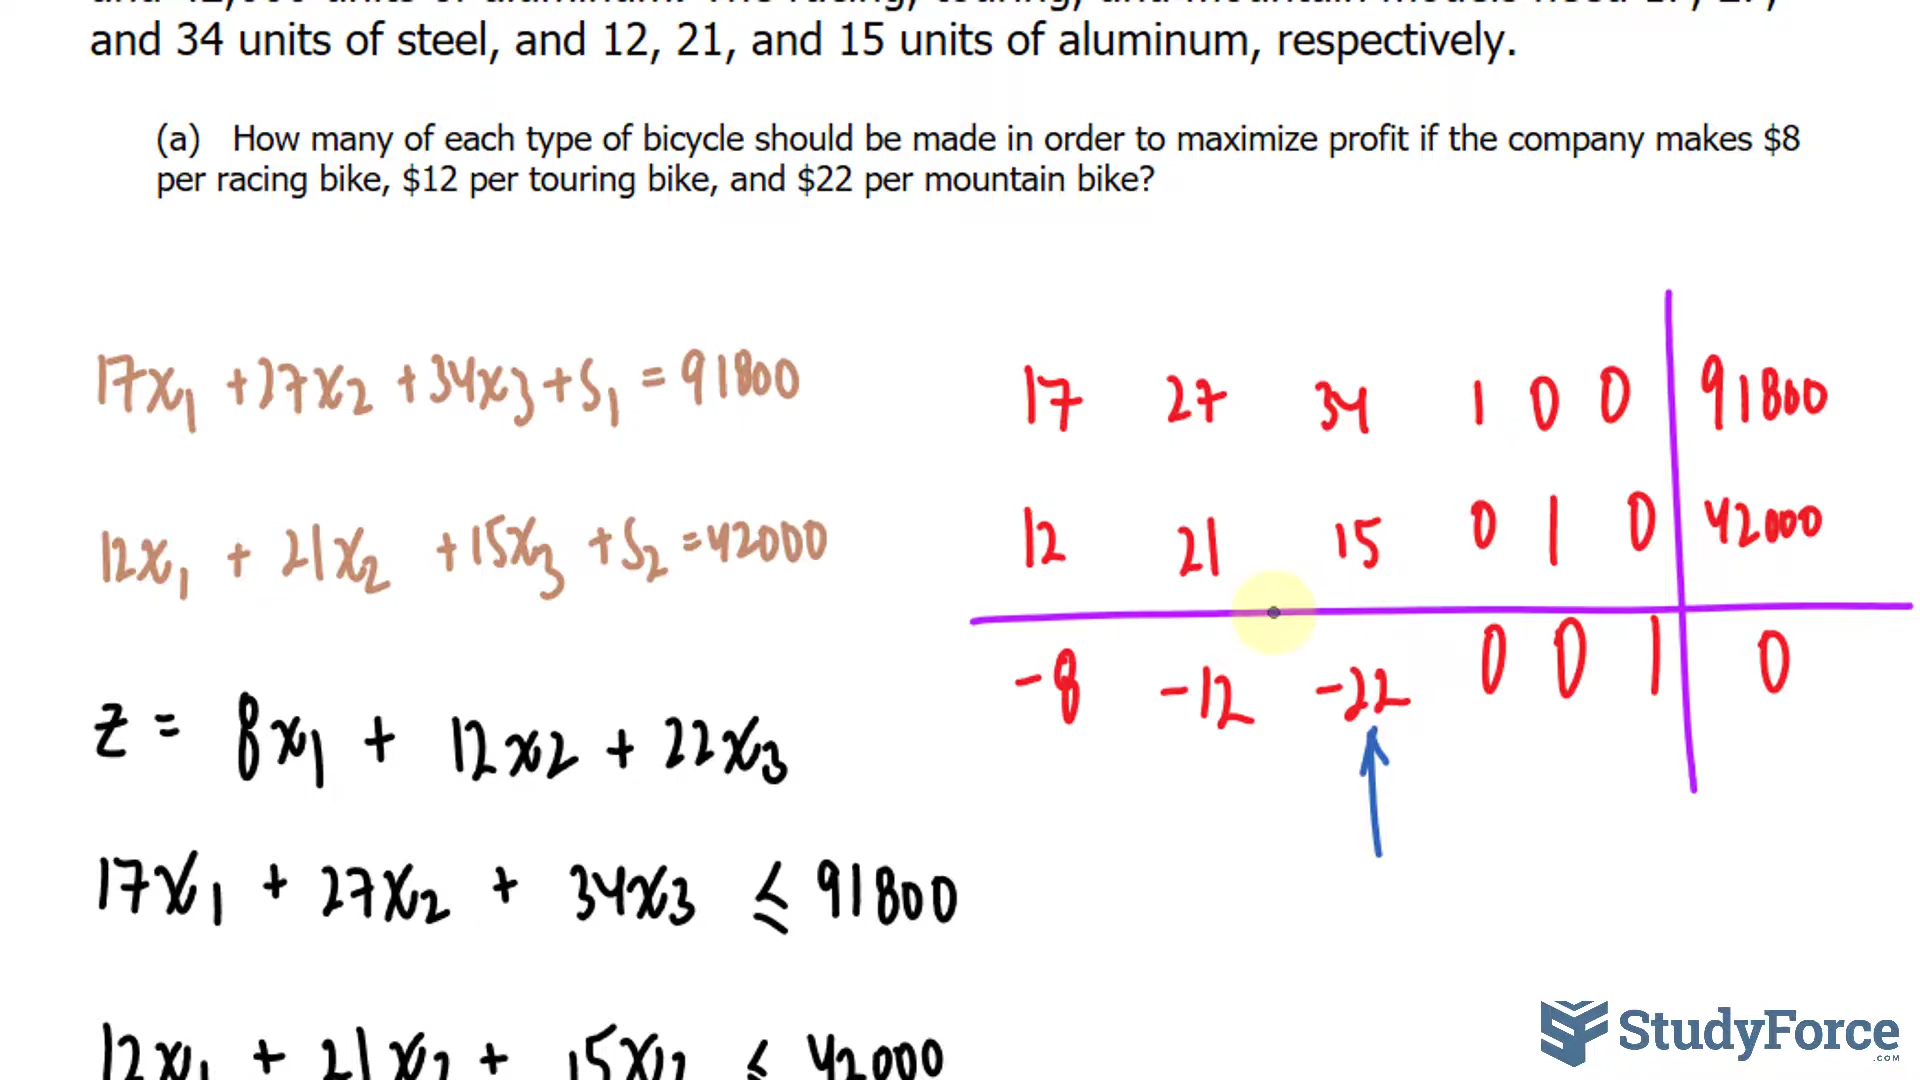 and 34 units of steel, and 12, 21, and 15 units of aluminum, respectively.
(a) How many of each type of bicycle should be made in order to maximize profit if the company makes $8
per racing bike, $12 per touring bike, and $22 per mountain bike?
17x₁ + 27x₂ + 34x₃ + S₁ = 91800
12x₁ + 21x₂ + 15x₃ + S₂ = 42000
z = 8x₁ + 12x2 + 22x₃
17x₁ + 27x₂ + 34x₃ ≤ 91800
12x₁ + 21x₂ + 15x₃ ≤ 42000
17 27 34 1 0 0 91800
12 21 15 0 1 0 42000
-8 -12 -22 0 0 1 0
StudyForce
.COM